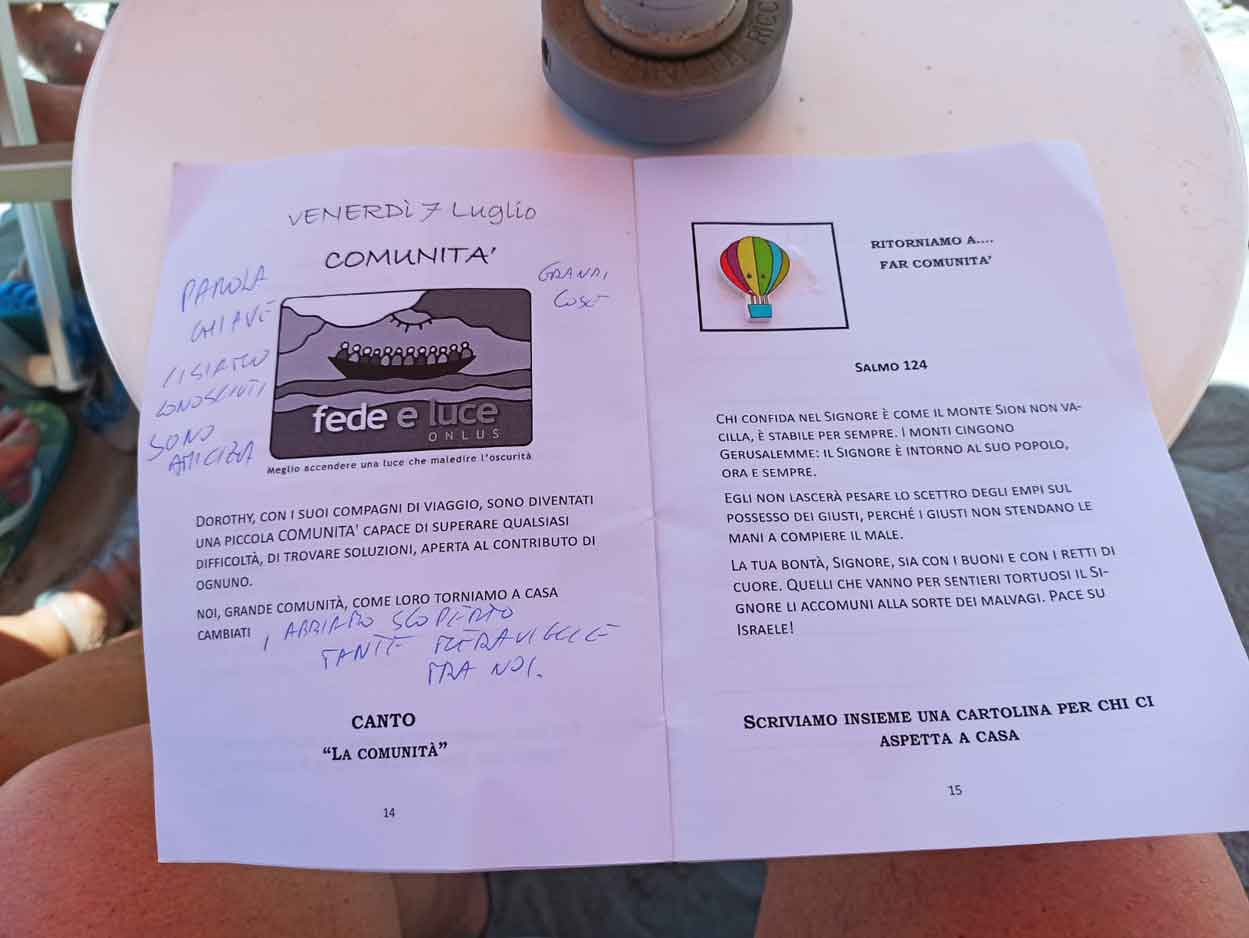 VENERDÌ 7 Luglio
COMUNITA'
PAROLA
CHIAVE
CI SIAMO
CONOSCIUTI
SONO
AMICIZIA
GRANDI
COSE
fede e luce
ONLUS
Meglio accendere una luce che maledire l'oscurità
DOROTHY, CON I SUOI COMPAGNI DI VIAGGIO, SONO DIVENTATI
UNA PICCOLA COMUNITA' CAPACE DI SUPERARE QUALSIASI
DIFFICOLTÀ, DI TROVARE SOLUZIONI, APERTA AL CONTRIBUTO DI
OGNUNO.
NOI, GRANDE COMUNITÀ, COME LORO TORNIAMO A CASA
CAMBIATI, ABBIAMO SCOPERTO
TANTE MERAVIGLIE
TRA NOI.
CANTO
“LA COMUNITÀ”
14
RITORNIAMO A....
FAR COMUNITA'
SALMO 124
CHI CONFIDA NEL SIGNORE È COME IL MONTE SION NON VA-
CILLA, È STABILE PER SEMPRE. I MONTI CINGONO
GERUSALEMME: IL SIGNORE È INTORNO AL SUO POPOLO,
ORA E SEMPRE.
EGLI NON LASCERÀ PESARE LO SCETTRO DEGLI EMPI SUL
POSSESSO DEI GIUSTI, PERCHÉ I GIUSTI NON STENDANO LE
MANI A COMPIERE IL MALE.
LA TUA BONTÀ, SIGNORE, SIA CON I BUONI E CON I RETTI DI
CUORE. QUELLI CHE VANNO PER SENTIERI TORTUOSI IL SI-
GNORE LI ACCOMUNI ALLA SORTE DEI MALVAGI. PACE SU
ISRAELE!
SCRIVIAMO INSIEME UNA CARTOLINA PER CHI CI
ASPETTA A CASA
15